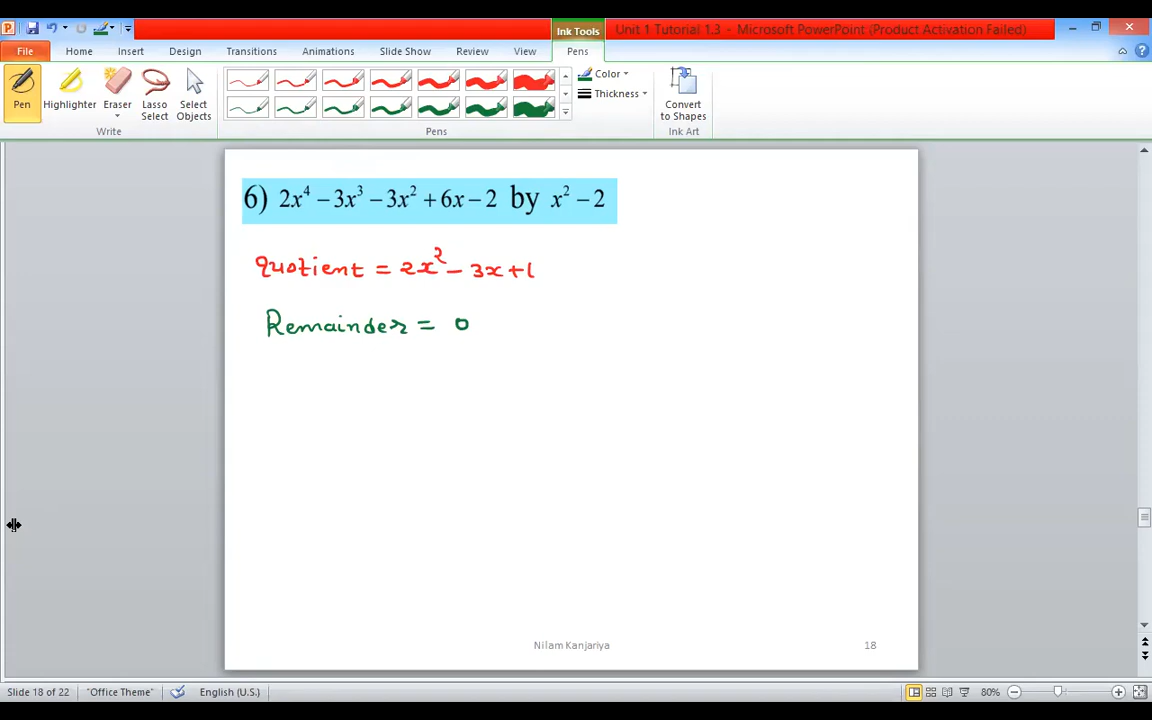 Ink Tools
Unit 1 Tutorial 1.3 - Microsoft PowerPoint (Product Activation Failed)
File Home Insert Design Transitions Animations Slide Show Review View Pens
Pen Highlighter Eraser Lasso Select Select Objects
Color
Thickness
Convert to Shapes
Write Pens Ink Art
6) 2x⁴ – 3x³ – 3x² + 6x – 2 by x² – 2
Quotient = 2x² – 3x + 1
Remainder = 0
Nilam Kanjariya 18
Slide 18 of 22 "Office Theme" English (U.S.) 80%